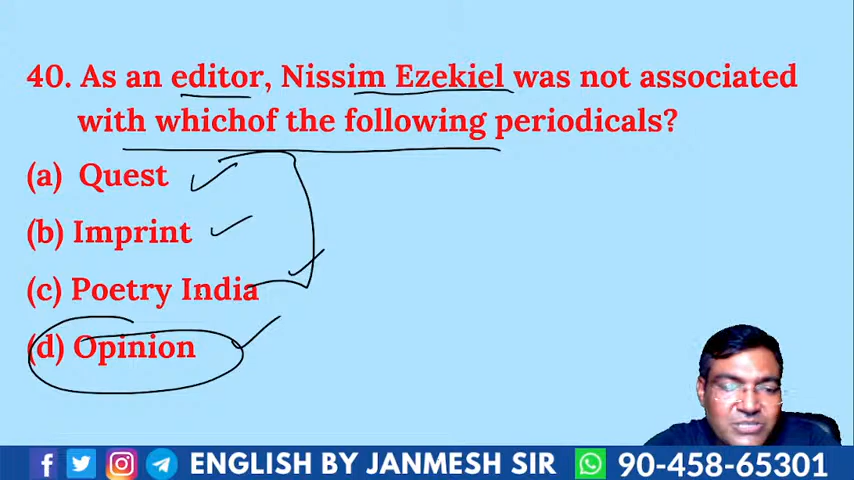 40. As an editor, Nissim Ezekiel was not associated
with whichof the following periodicals?
(a) Quest
(b) Imprint
(c) Poetry India
(d) Opinion
ENGLISH BY JANMESH SIR 90-458-65301